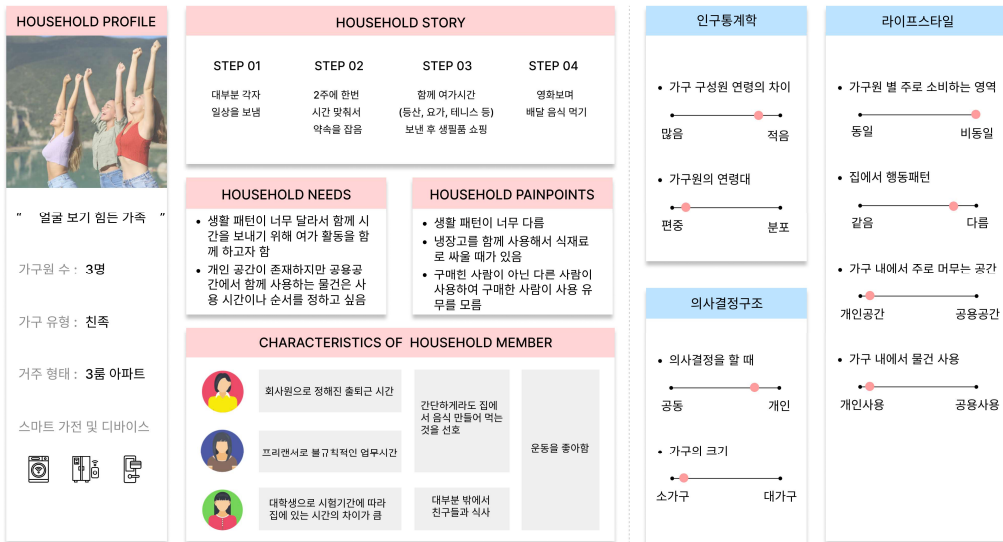 HOUSEHOLD PROFILE
“ 얼굴 보기 힘든 가족 ”
가구원 수 : 3명
가구 유형 : 친족
거주 형태 : 3룸 아파트
스마트 가전 및 디바이스
HOUSEHOLD STORY
STEP 01
대부분 각자
일상을 보냄
STEP 02
2주에 한번
시간 맞춰서
약속을 잡음
STEP 03
함께 여가시간
(등산, 요가, 테니스 등)
보낸 후 생필품 쇼핑
STEP 04
영화보며
배달 음식 먹기
HOUSEHOLD NEEDS
• 생활 패턴이 너무 달라서 함께 시
간을 보내기 위해 여가 활동을 함
께 하고자 함
• 개인 공간이 존재하지만 공용공
간에서 함께 사용하는 물건은 사
용 시간이나 순서를 정하고 싶음
HOUSEHOLD PAINPOINTS
• 생활 패턴이 너무 다름
• 냉장고를 함께 사용해서 식재료
로 싸울 때가 있음
• 구매한 사람이 아닌 다른 사람이
사용하여 구매한 사람이 사용 유
무를 모름
CHARACTERISTICS OF HOUSEHOLD MEMBER
회사원으로 정해진 출퇴근 시간
프리랜서로 불규칙적인 업무시간
대학생으로 시험기간에 따라
집에 있는 시간의 차이가 큼
간단하게라도 집에
서 음식 만들어 먹는
것을 선호
대부분 밖에서
친구들과 식사
운동을 좋아함
인구통계학
• 가구 구성원 연령의 차이
많음 적음
• 가구원의 연령대
편중 분포
의사결정구조
• 의사결정을 할 때
공동 개인
• 가구의 크기
소가구 대가구
라이프스타일
• 가구원 별 주로 소비하는 영역
동일 비동일
• 집에서 행동패턴
같음 다름
• 가구 내에서 주로 머무는 공간
개인공간 공용공간
• 가구 내에서 물건 사용
개인사용 공용사용